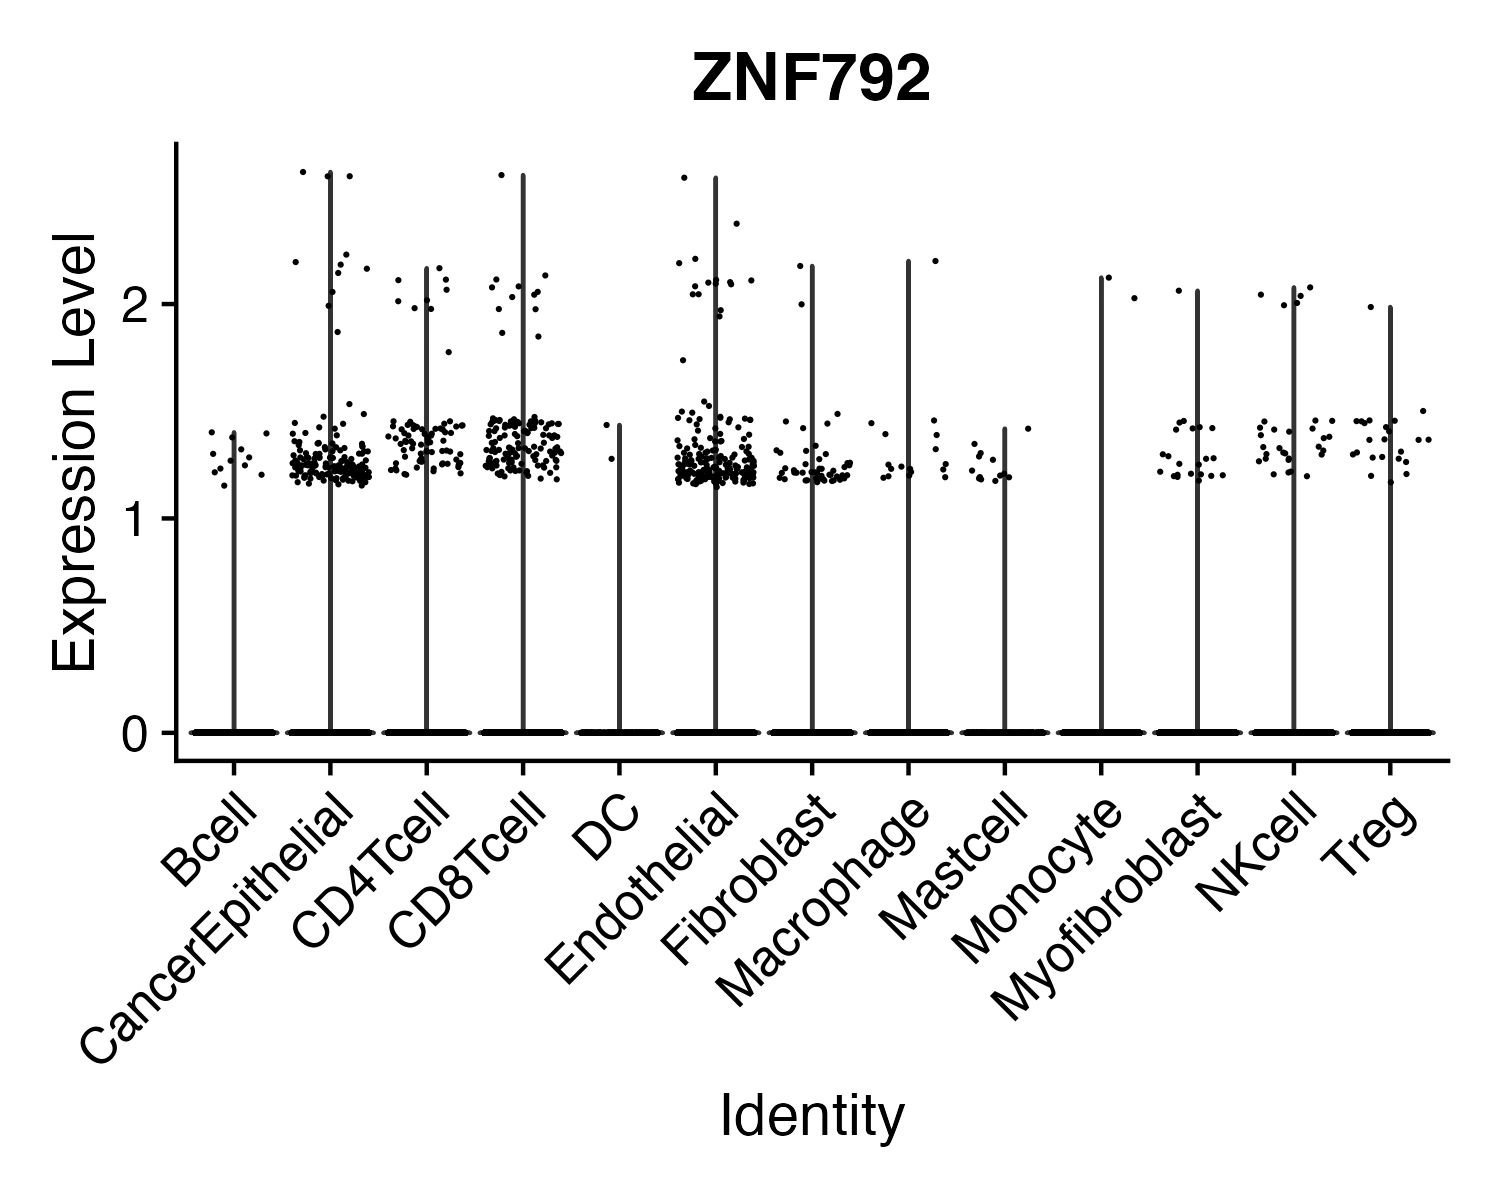 ZNF792
Expression Level
2
1
0
Bcell
CancerEpithelial
CD4Tcell
CD8Tcell
DC
Endothelial
Fibroblast
Macrophage
Mastcell
Monocyte
Myofibroblast
NKcell
Treg
Identity